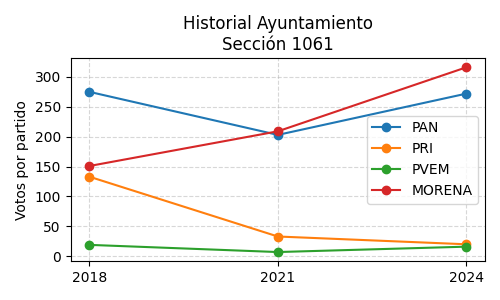 Historial Ayuntamiento
Sección 1061
Votos por partido
300
250
200
150
100
50
0
2018
2021
2024
PAN
PRI
PVEM
MORENA